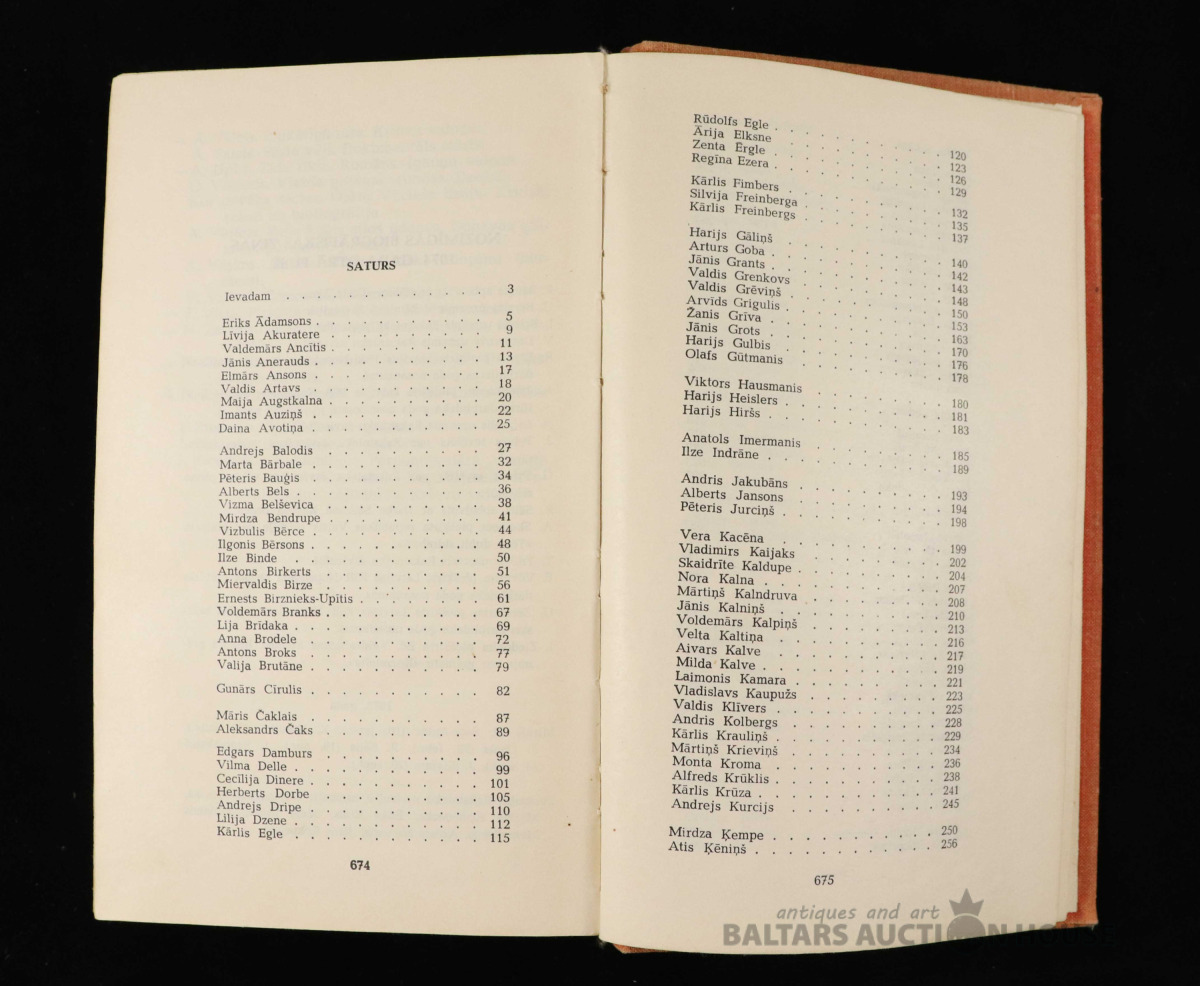 SATURS
Ievadam . . . . . . . . . . . . . 3
Eriks Ādamsons . . . . . . . . . . 5
Līvija Akuratere . . . . . . . . . . 9
Valdemārs Ancītis . . . . . . . . . . 11
Jānis Anerauds . . . . . . . . . . 13
Elmārs Ansons . . . . . . . . . . 17
Valdis Artavs . . . . . . . . . . 18
Maija Augstkalna . . . . . . . . . . 20
Imants Auziņš . . . . . . . . . . 22
Daina Avotiņa . . . . . . . . . . 25
Andrejs Balodis . . . . . . . . . . 27
Marta Bārbale . . . . . . . . . . 32
Pēteris Bauģis . . . . . . . . . . 34
Alberts Bels . . . . . . . . . . 36
Vizma Belševica . . . . . . . . . . 38
Mirdza Bendrupe . . . . . . . . . . 41
Vizbulis Bērce . . . . . . . . . . 44
Ilgonis Bērsons . . . . . . . . . . 48
Ilze Binde . . . . . . . . . . 50
Antons Birkerts . . . . . . . . . . 51
Miervaldis Birze . . . . . . . . . . 56
Ernests Birznieks-Upītis . . . . . . . . 61
Voldemārs Branks . . . . . . . . . . 67
Lija Brīdaka . . . . . . . . . . 69
Anna Brodele . . . . . . . . . . 72
Antons Broks . . . . . . . . . . 77
Valija Brutāne . . . . . . . . . . 79
Gunārs Cīrulis . . . . . . . . . . 82
Māris Čaklais . . . . . . . . . . 87
Aleksandrs Čaks . . . . . . . . . . 89
Edgars Damburs . . . . . . . . . . 96
Vilma Delle . . . . . . . . . . 99
Cecīlija Dinere . . . . . . . . . . 101
Herberts Dorbe . . . . . . . . . . 105
Andrejs Dripe . . . . . . . . . . 110
Lilija Dzene . . . . . . . . . . 112
Kārlis Egle . . . . . . . . . . 115
674
Rūdolfs Egle . . . . . . . . . . 120
Ārija Elksne . . . . . . . . . . 123
Zenta Ērgle . . . . . . . . . . 126
Regīna Ezera . . . . . . . . . . 129
Kārlis Fimbers . . . . . . . . . . 132
Silvija Freinberga . . . . . . . . . . 135
Kārlis Freinbergs . . . . . . . . . . 137
Harijs Gāliņš . . . . . . . . . . 140
Arturs Goba . . . . . . . . . . 142
Jānis Grants . . . . . . . . . . 143
Valdis Grenkovs . . . . . . . . . . 148
Valdis Grēviņš . . . . . . . . . . 150
Arvīds Grigulis . . . . . . . . . . 153
Žanis Grīva . . . . . . . . . . 163
Jānis Grots . . . . . . . . . . 170
Harijs Gulbis . . . . . . . . . . 176
Olafs Gūtmanis . . . . . . . . . . 178
Viktors Hausmanis . . . . . . . . . . 180
Harijs Heislers . . . . . . . . . . 181
Harijs Hiršs . . . . . . . . . . 183
Anatols Imermanis . . . . . . . . . . 185
Ilze Indrāne . . . . . . . . . . 189
Andris Jakubāns . . . . . . . . . . 193
Alberts Jansons . . . . . . . . . . 194
Pēteris Jurciņš . . . . . . . . . . 198
Vera Kacēna . . . . . . . . . . 199
Vladimirs Kaijaks . . . . . . . . . . 202
Skaidrīte Kaldupe . . . . . . . . . . 204
Nora Kalna . . . . . . . . . . 207
Mārtiņš Kalndruva . . . . . . . . . . 208
Jānis Kalniņš . . . . . . . . . . 210
Voldemārs Kalpiņš . . . . . . . . . . 213
Velta Kaltiņa . . . . . . . . . . 216
Aivars Kalve . . . . . . . . . . 217
Milda Kalve . . . . . . . . . . 219
Laimonis Kamara . . . . . . . . . . 221
Vladislavs Kaupužs . . . . . . . . . . 223
Valdis Klīvers . . . . . . . . . . 225
Andris Kolbergs . . . . . . . . . . 228
Kārlis Krauliņš . . . . . . . . . . 229
Mārtiņš Krieviņš . . . . . . . . . . 234
Monta Kroma . . . . . . . . . . 236
Alfreds Krūklis . . . . . . . . . . 238
Kārlis Krūza . . . . . . . . . . 241
Andrejs Kurcijs . . . . . . . . . . 245
Mirdza Ķempe . . . . . . . . . . 250
Atis Ķēniņš . . . . . . . . . . 256
675
antiques and art
BALTARS AUCTION HOUSE